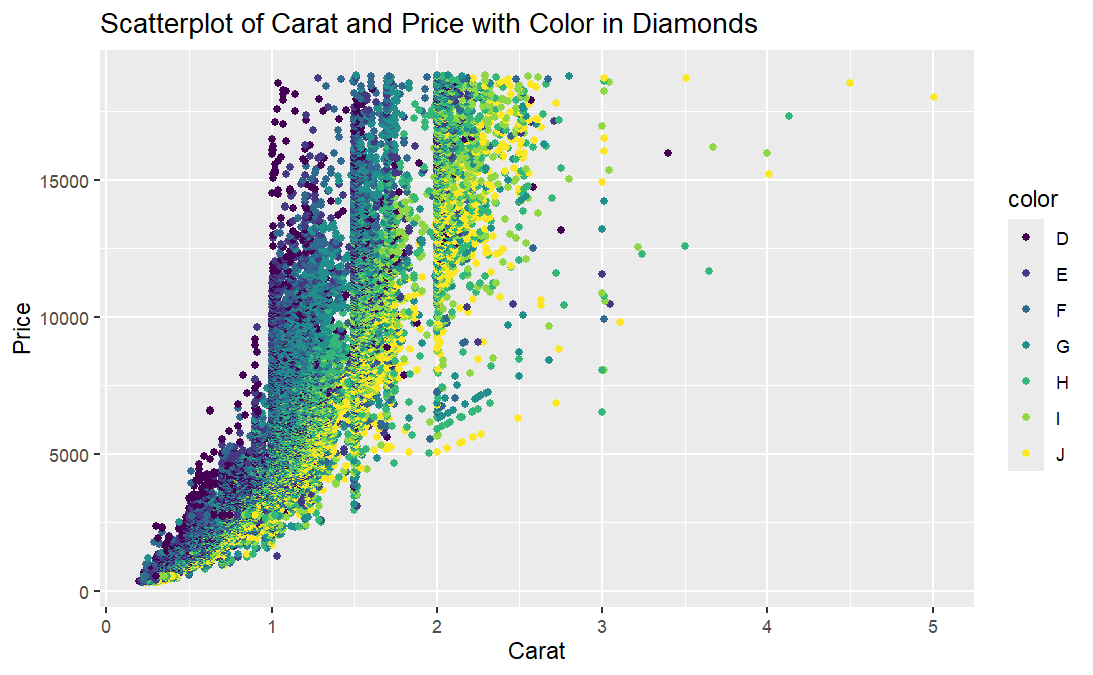 Scatterplot of Carat and Price with Color in Diamonds
Price
15000
10000
5000
0
0 1 2 3 4 5
Carat
color
D
E
F
G
H
I
J